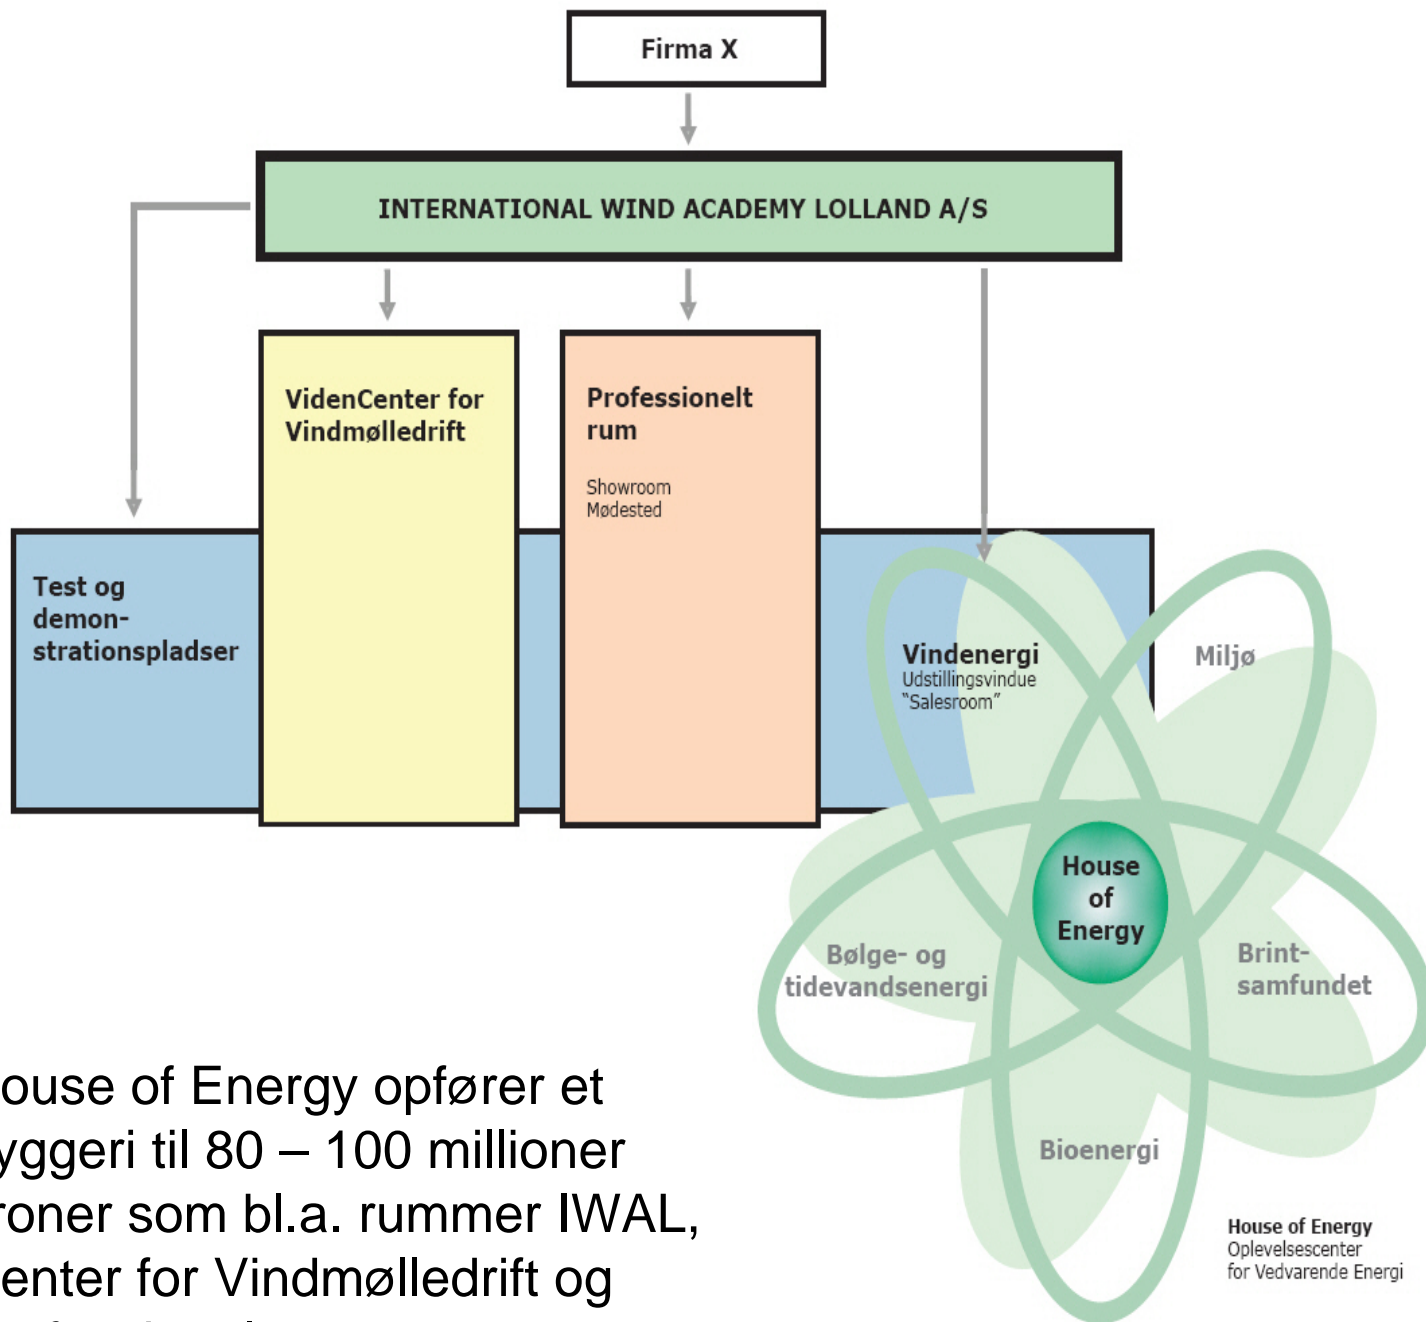 Firma X
INTERNATIONAL WIND ACADEMY LOLLAND A/S
VidenCenter for
Vindmølledrift
Professionelt
rum
Showroom
Mødested
Test og
demon-
strationspladser
Vindenergi
Udstillingsvindue
“Salesroom”
Miljø
House
of
Energy
Bølge- og
tidevandsenergi
Brint-
samfundet
Bioenergi
ouse of Energy opfører et
yggeri til 80 – 100 millioner
roner som bl.a. rummer IWAL,
enter for Vindmølledrift og
House of Energy
Oplevelsescenter
for Vedvarende Energi